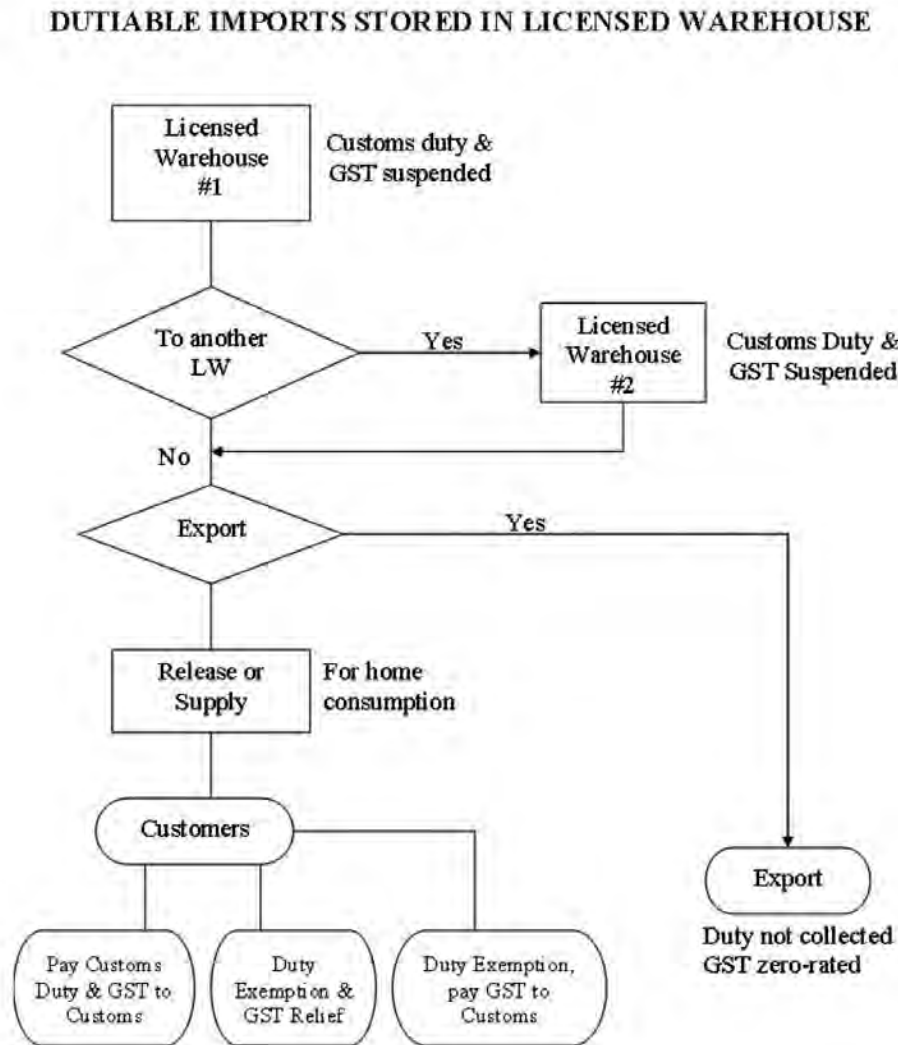 DUTIABLE IMPORTS STORED IN LICENSED WAREHOUSE
Licensed
Warehouse
#1
Customs duty &
GST suspended
To another
LW
Yes
Licensed
Warehouse
#2
Customs Duty &
GST Suspended
No
Export
Yes
Release or
Supply
For home
consumption
Customers
Export
Duty not collected
GST zero-rated
Pay Customs
Duty & GST to
Customs
Duty
Exemption &
GST Relief
Duty Exemption,
pay GST to
Customs